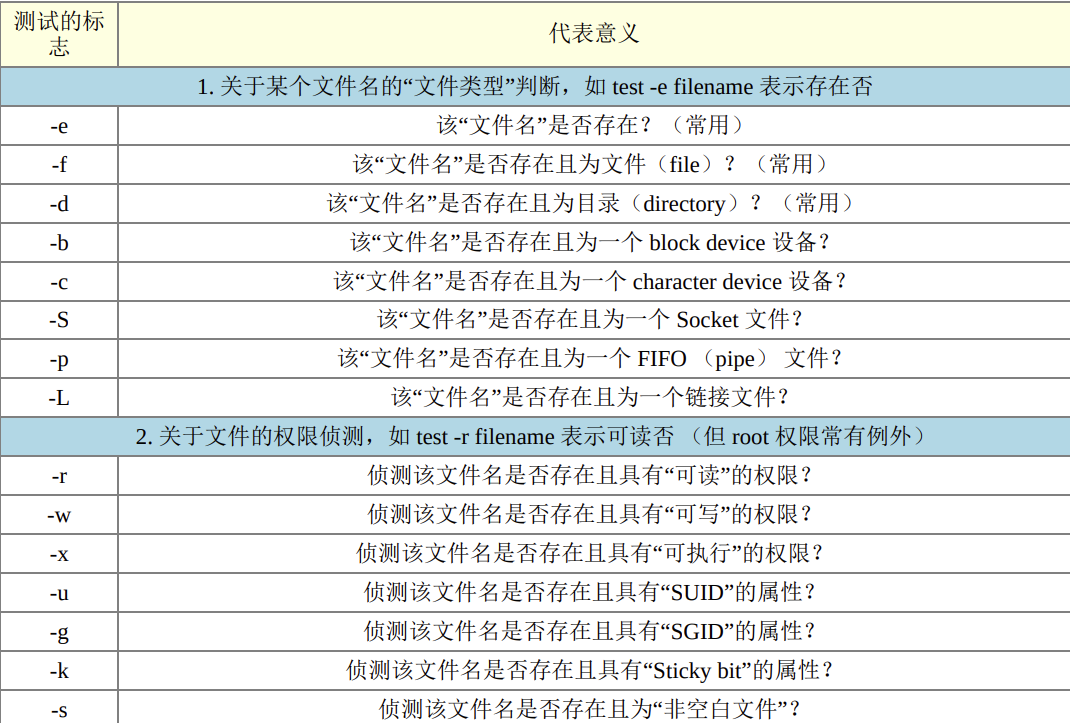 测试的标
志
代表意义
1. 关于某个文件名的“文件类型”判断，如 test -e filename 表示存在否
-e 该“文件名”是否存在？（常用）
-f 该“文件名”是否存在且为文件（file）？（常用）
-d 该“文件名”是否存在且为目录（directory）？（常用）
-b 该“文件名”是否存在且为一个 block device 设备？
-c 该“文件名”是否存在且为一个 character device 设备？
-S 该“文件名”是否存在且为一个 Socket 文件？
-p 该“文件名”是否存在且为一个 FIFO （pipe） 文件？
-L 该“文件名”是否存在且为一个链接文件？
2. 关于文件的权限侦测，如 test -r filename 表示可读否 （但 root 权限常有例外）
-r 侦测该文件名是否存在且具有“可读”的权限？
-w 侦测该文件名是否存在且具有“可写”的权限？
-x 侦测该文件名是否存在且具有“可执行”的权限？
-u 侦测该文件名是否存在且具有“SUID”的属性？
-g 侦测该文件名是否存在且具有“SGID”的属性？
-k 侦测该文件名是否存在且具有“Sticky bit”的属性？
-s 侦测该文件名是否存在且为“非空白文件”？